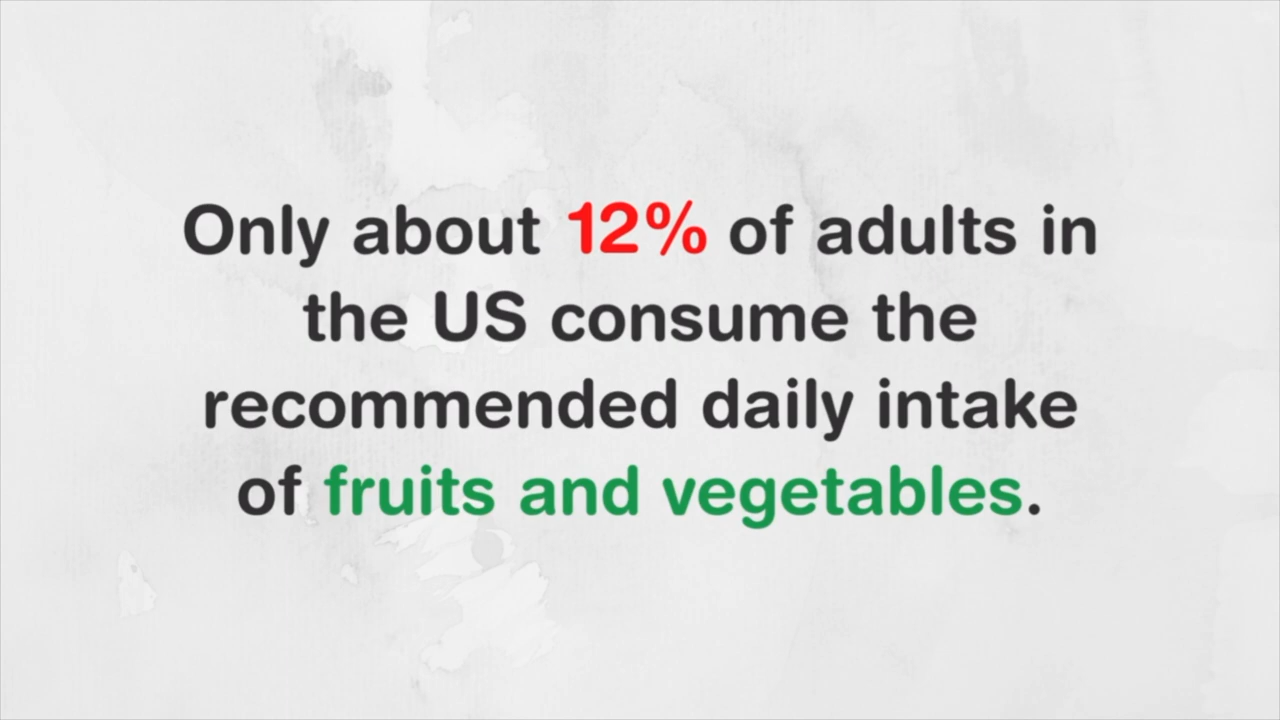 Only about 12% of adults in
the US consume the
recommended daily intake
of fruits and vegetables.